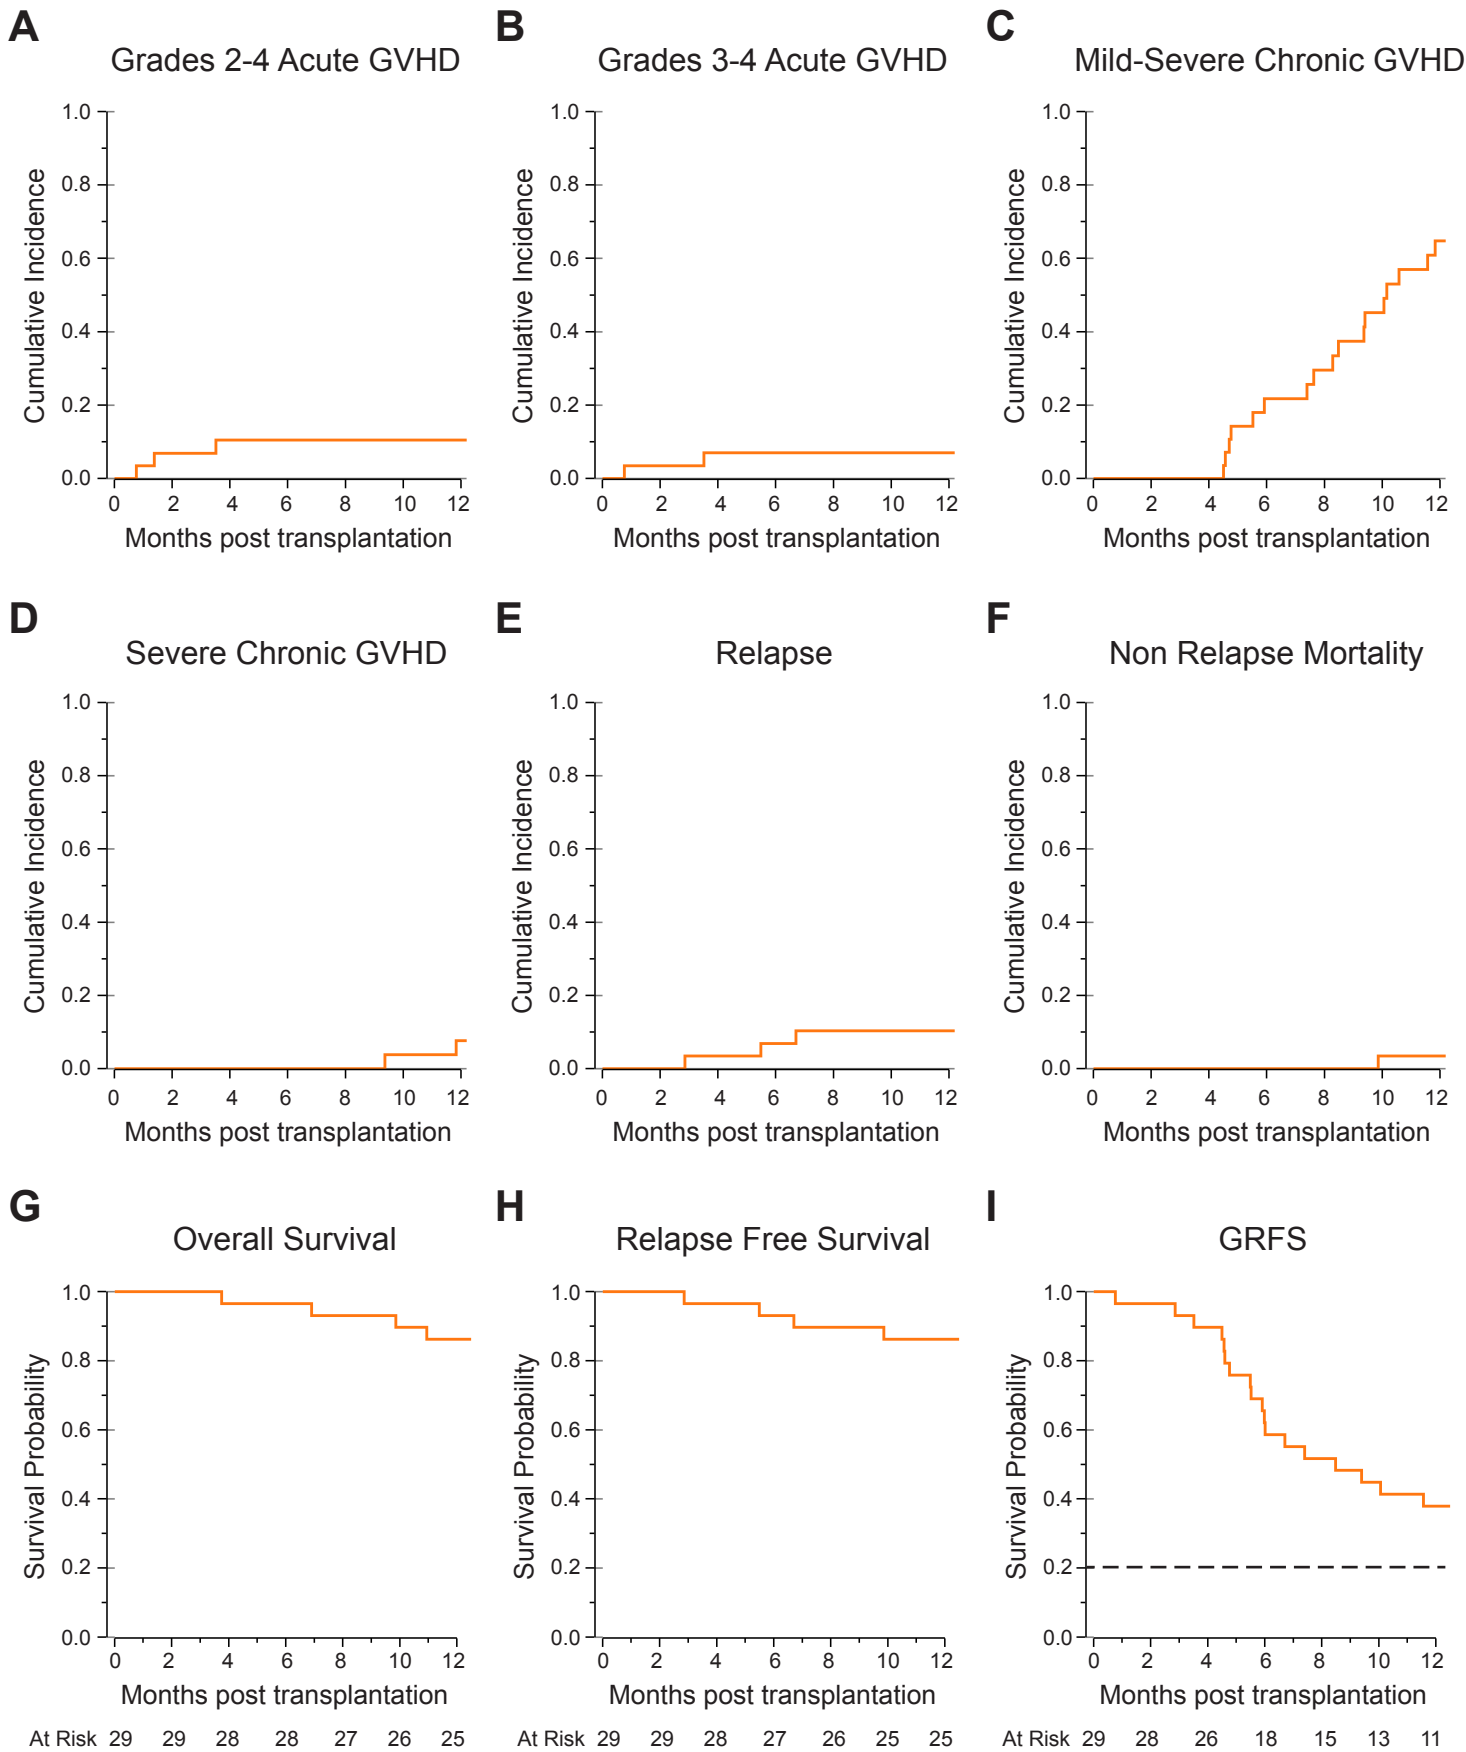 A
Grades 2-4 Acute GVHD
Cumulative Incidence
1.0
0.8
0.6
0.4
0.2
0.0
0 2 4 6 8 10 12
Months post transplantation
B
Grades 3-4 Acute GVHD
Cumulative Incidence
1.0
0.8
0.6
0.4
0.2
0.0
0 2 4 6 8 10 12
Months post transplantation
C
Mild-Severe Chronic GVHD
Cumulative Incidence
1.0
0.8
0.6
0.4
0.2
0.0
0 2 4 6 8 10 12
Months post transplantation
D
Severe Chronic GVHD
Cumulative Incidence
1.0
0.8
0.6
0.4
0.2
0.0
0 2 4 6 8 10 12
Months post transplantation
E
Relapse
Cumulative Incidence
1.0
0.8
0.6
0.4
0.2
0.0
0 2 4 6 8 10 12
Months post transplantation
F
Non Relapse Mortality
Cumulative Incidence
1.0
0.8
0.6
0.4
0.2
0.0
0 2 4 6 8 10 12
Months post transplantation
G
Overall Survival
Survival Probability
1.0
0.8
0.6
0.4
0.2
0.0
0 2 4 6 8 10 12
Months post transplantation
At Risk 29 29 28 28 27 26 25
H
Relapse Free Survival
Survival Probability
1.0
0.8
0.6
0.4
0.2
0.0
0 2 4 6 8 10 12
Months post transplantation
At Risk 29 29 28 27 26 25 25
I
GRFS
Survival Probability
1.0
0.8
0.6
0.4
0.2
0.0
0 2 4 6 8 10 12
Months post transplantation
At Risk 29 28 26 18 15 13 11